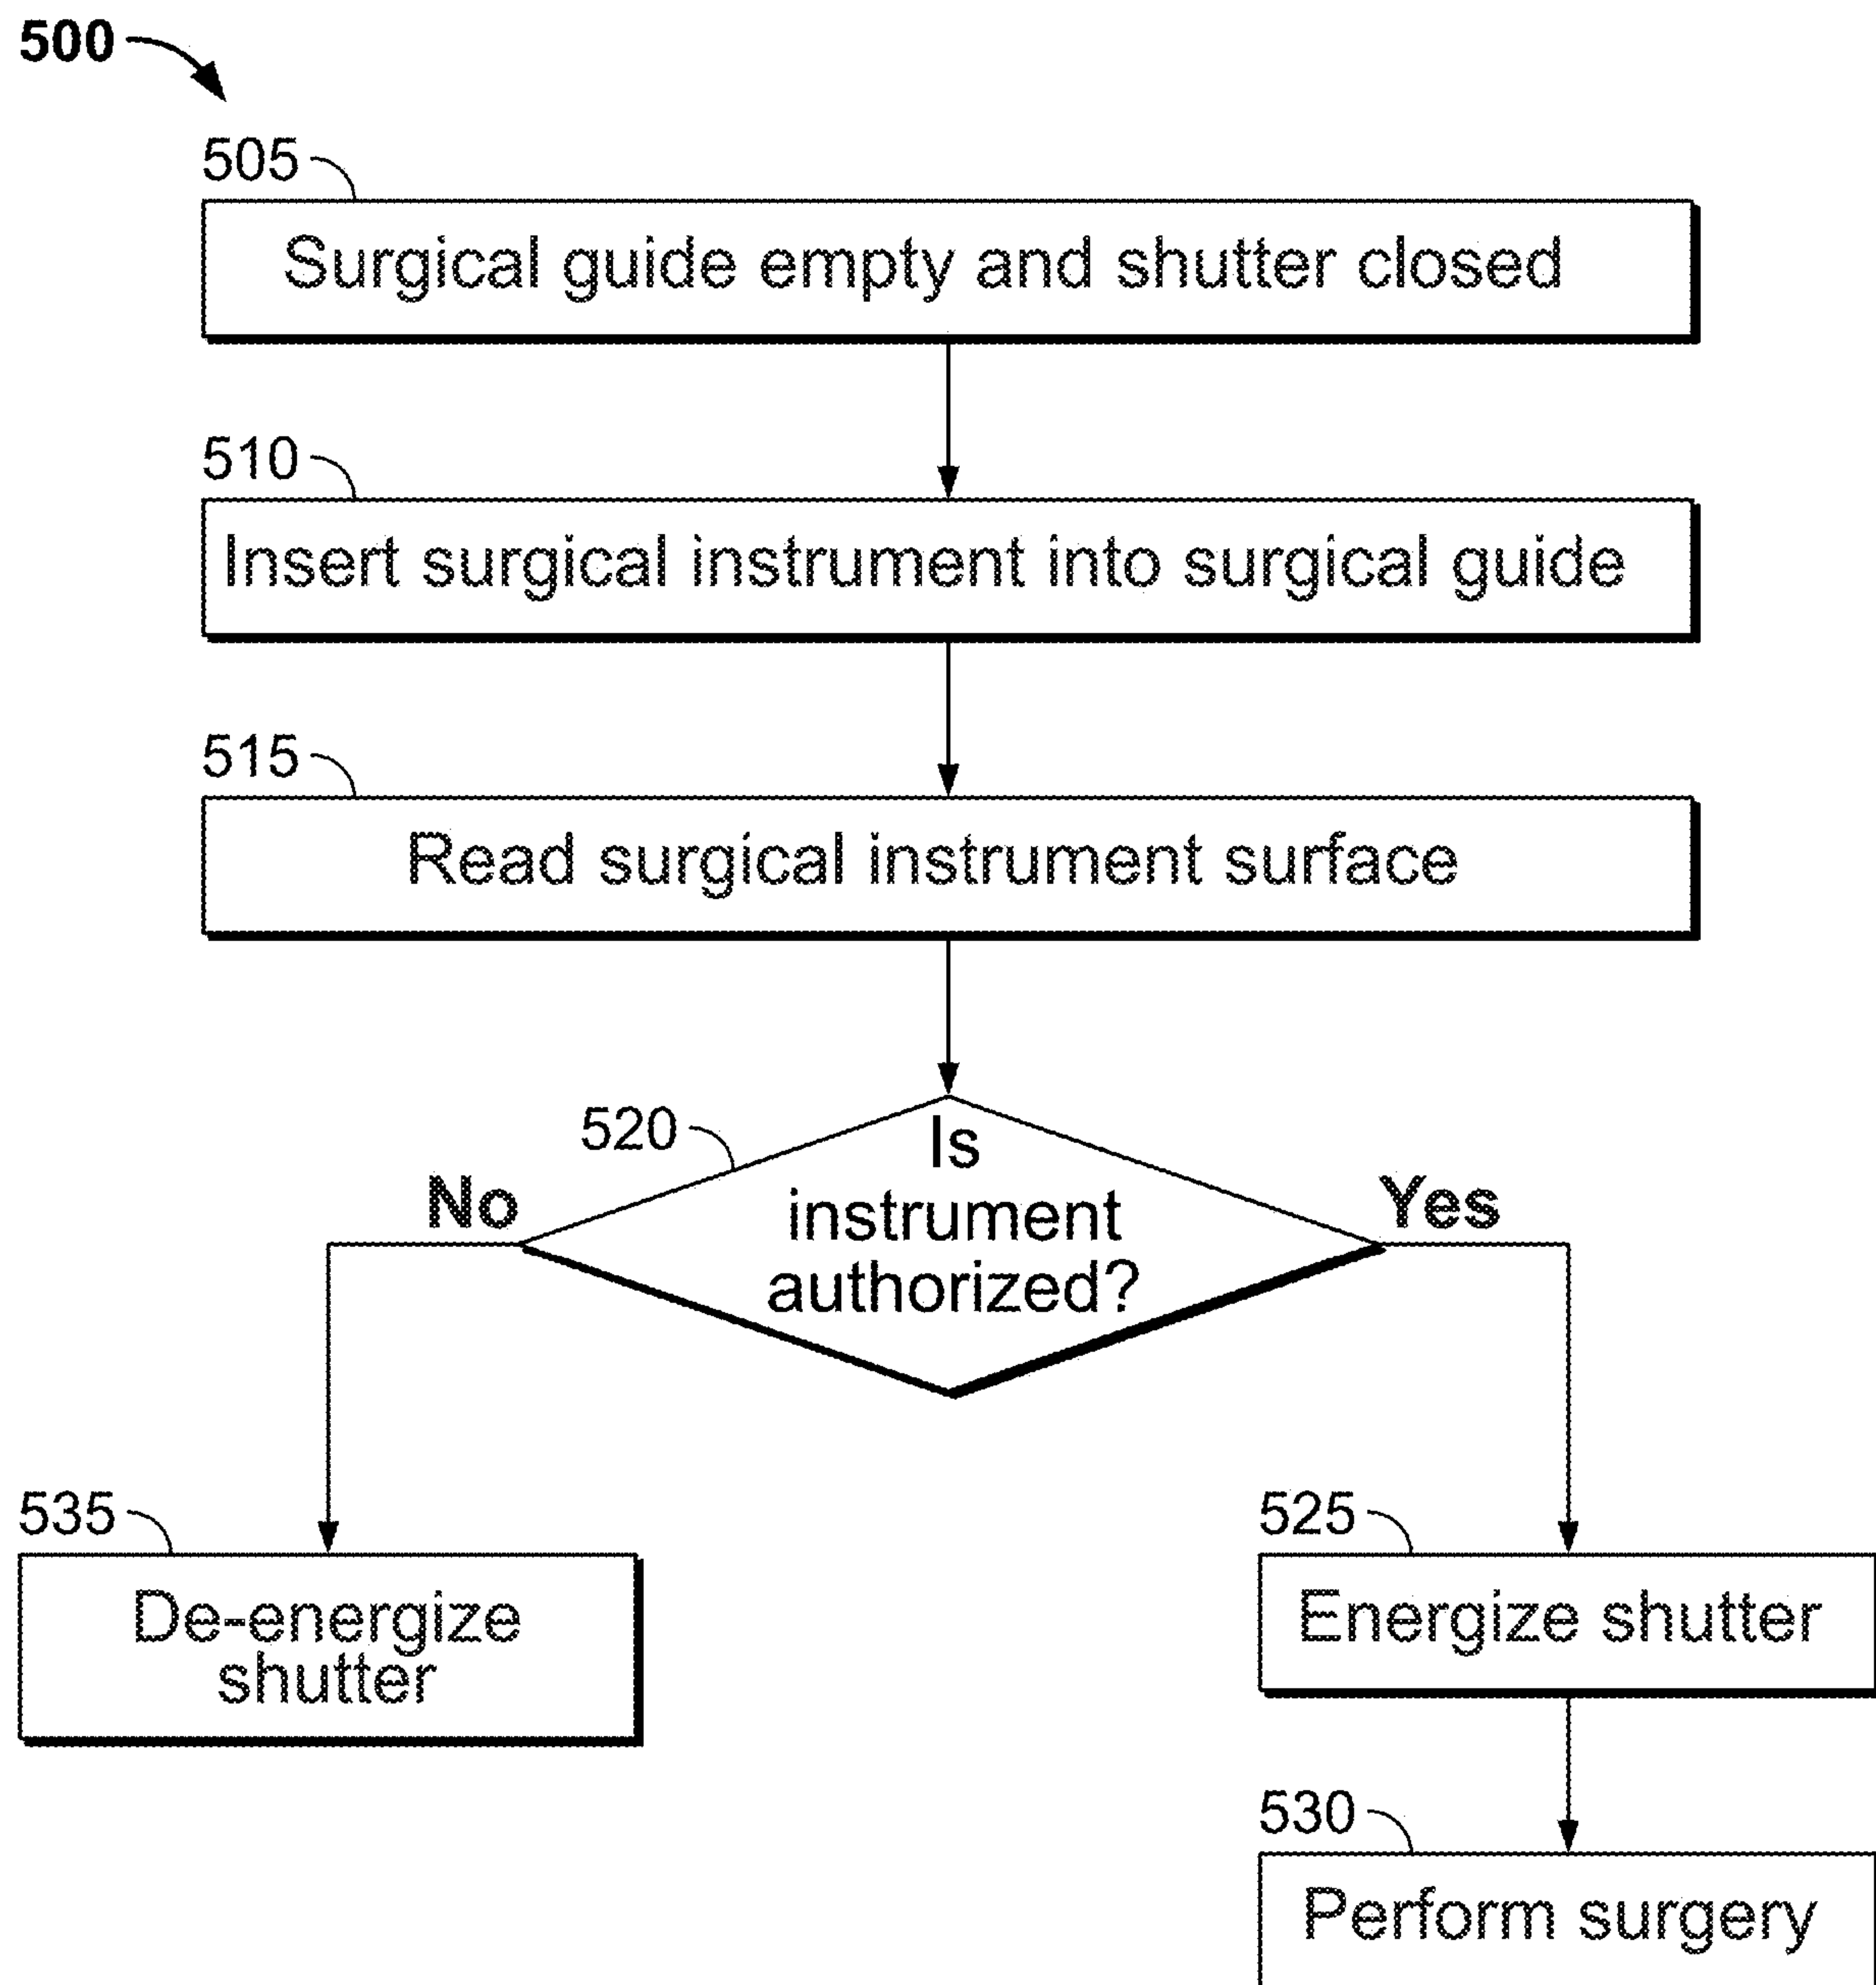 500
505
Surgical guide empty and shutter closed
510
Insert surgical instrument into surgical guide
515
Read surgical instrument surface
520
Is
instrument
authorized?
No
Yes
535
De-energize
shutter
525
Energize shutter
530
Perform surgery